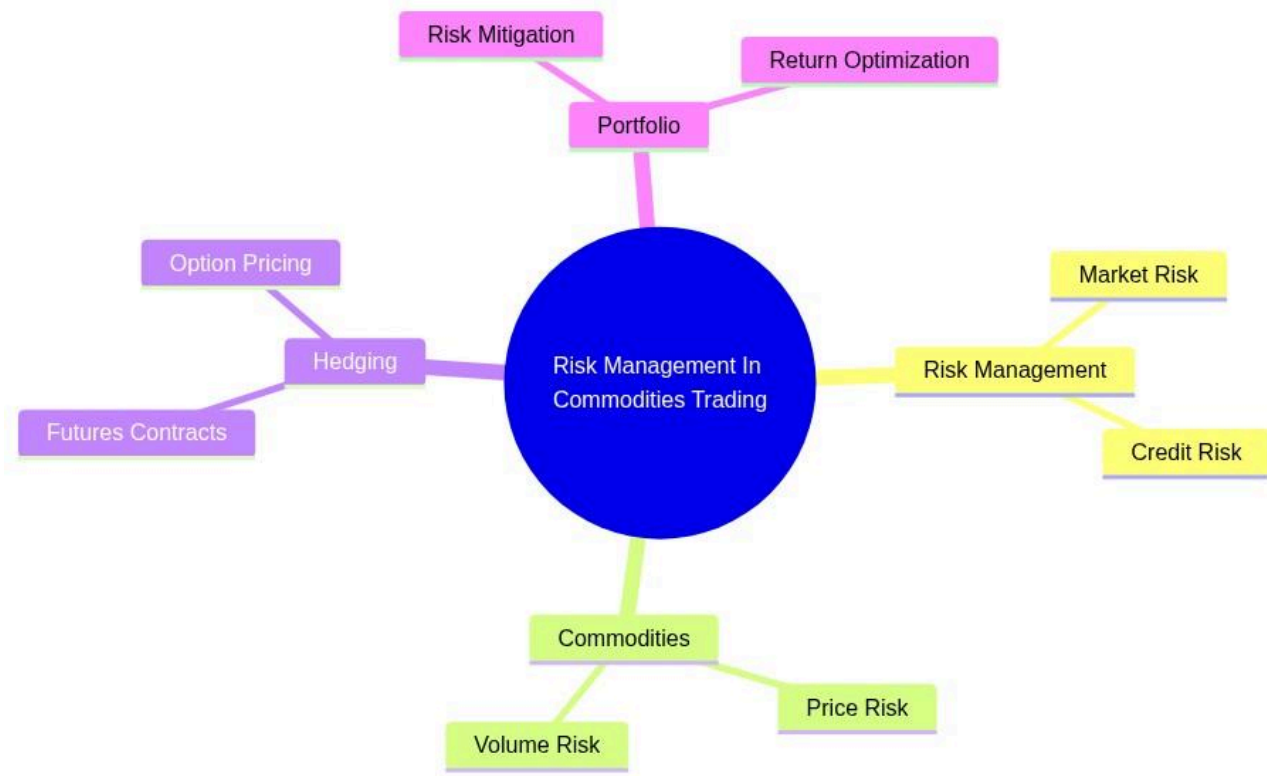 Risk Mitigation
Return Optimization
Portfolio
Option Pricing
Market Risk
Hedging
Risk Management In
Commodities Trading
Risk Management
Futures Contracts
Credit Risk
Commodities
Price Risk
Volume Risk